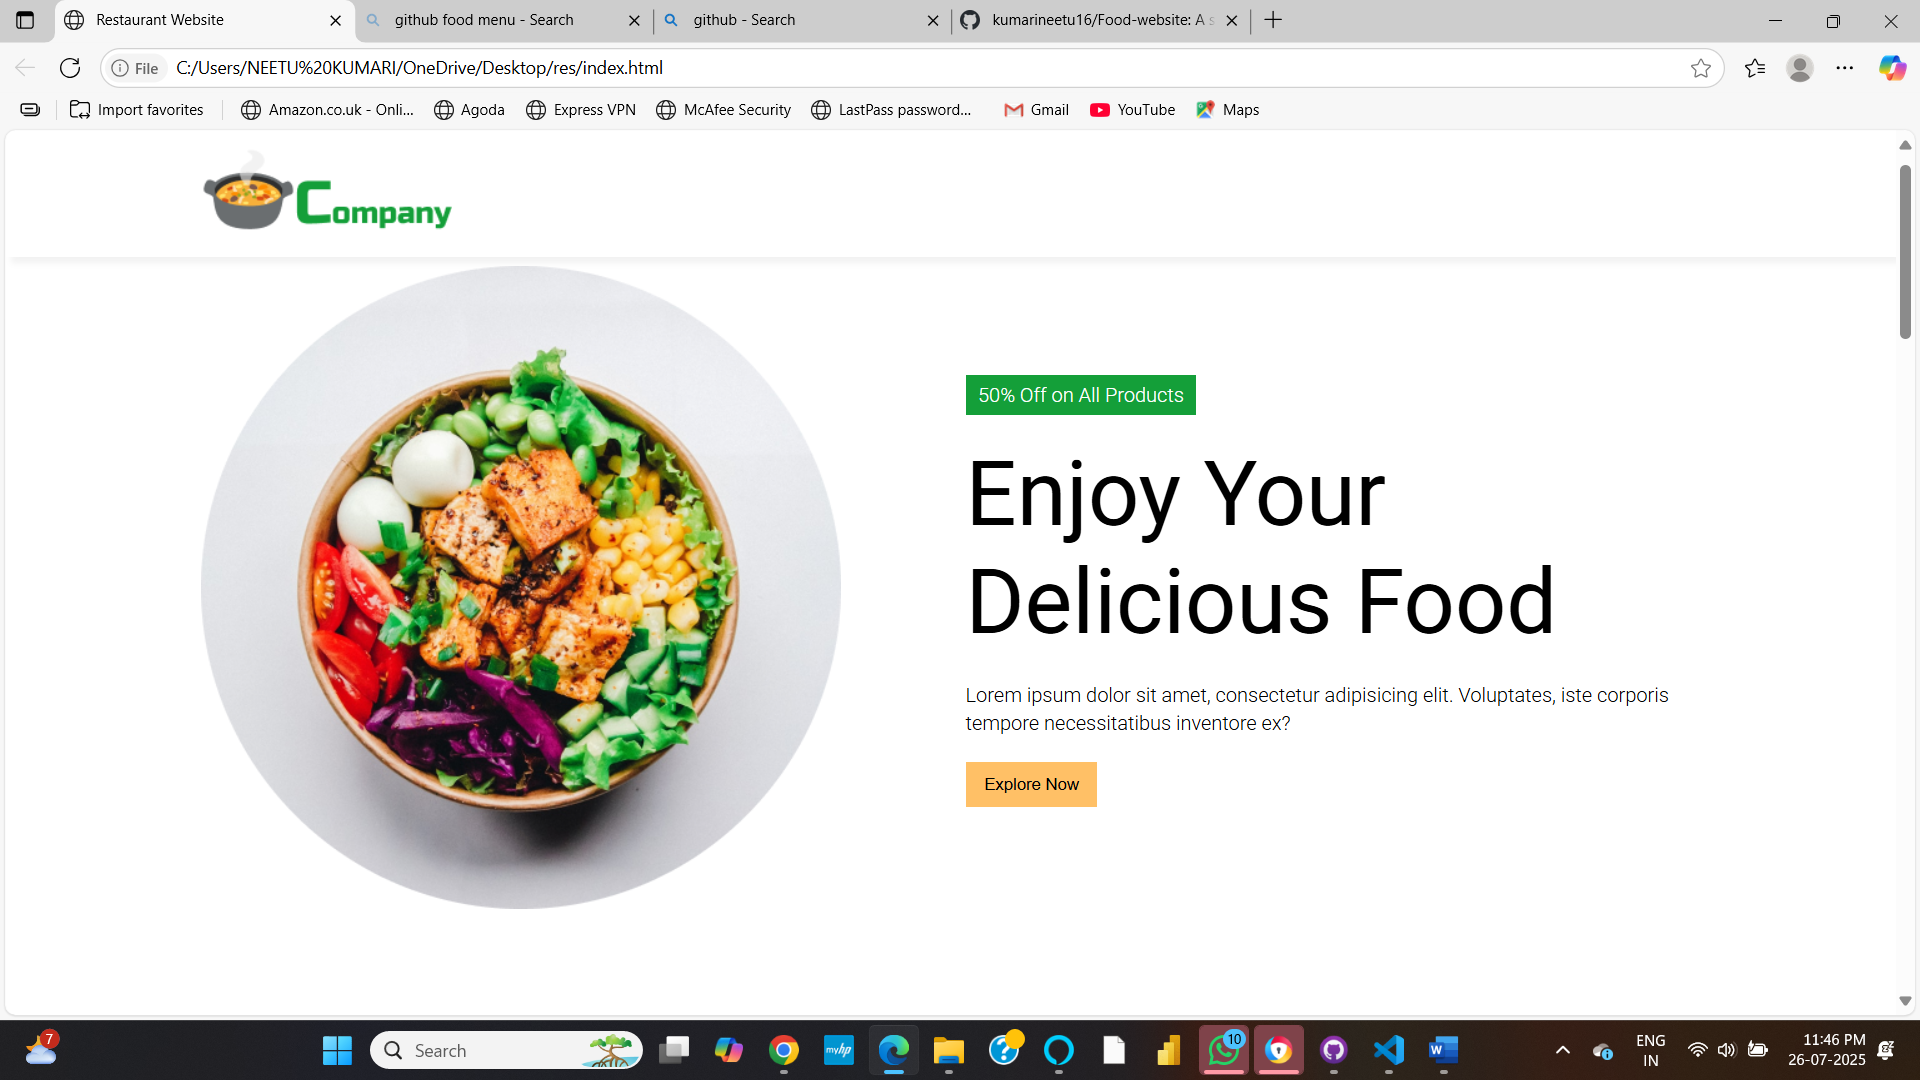 Restaurant Website
github food menu - Search
github - Search
kumarineetu16/Food-website: A s
File
C:/Users/NEETU%20KUMARI/OneDrive/Desktop/res/index.html
Import favorites
Amazon.co.uk - Onli...
Agoda
Express VPN
McAfee Security
LastPass password...
Gmail
YouTube
Maps
Company
50% Off on All Products
Enjoy Your
Delicious Food
Lorem ipsum dolor sit amet, consectetur adipisicing elit. Voluptates, iste corporis
tempore necessitatibus inventore ex?
Explore Now
7
Search
myhp
10
W
ENG
IN
11:46 PM
26-07-2025